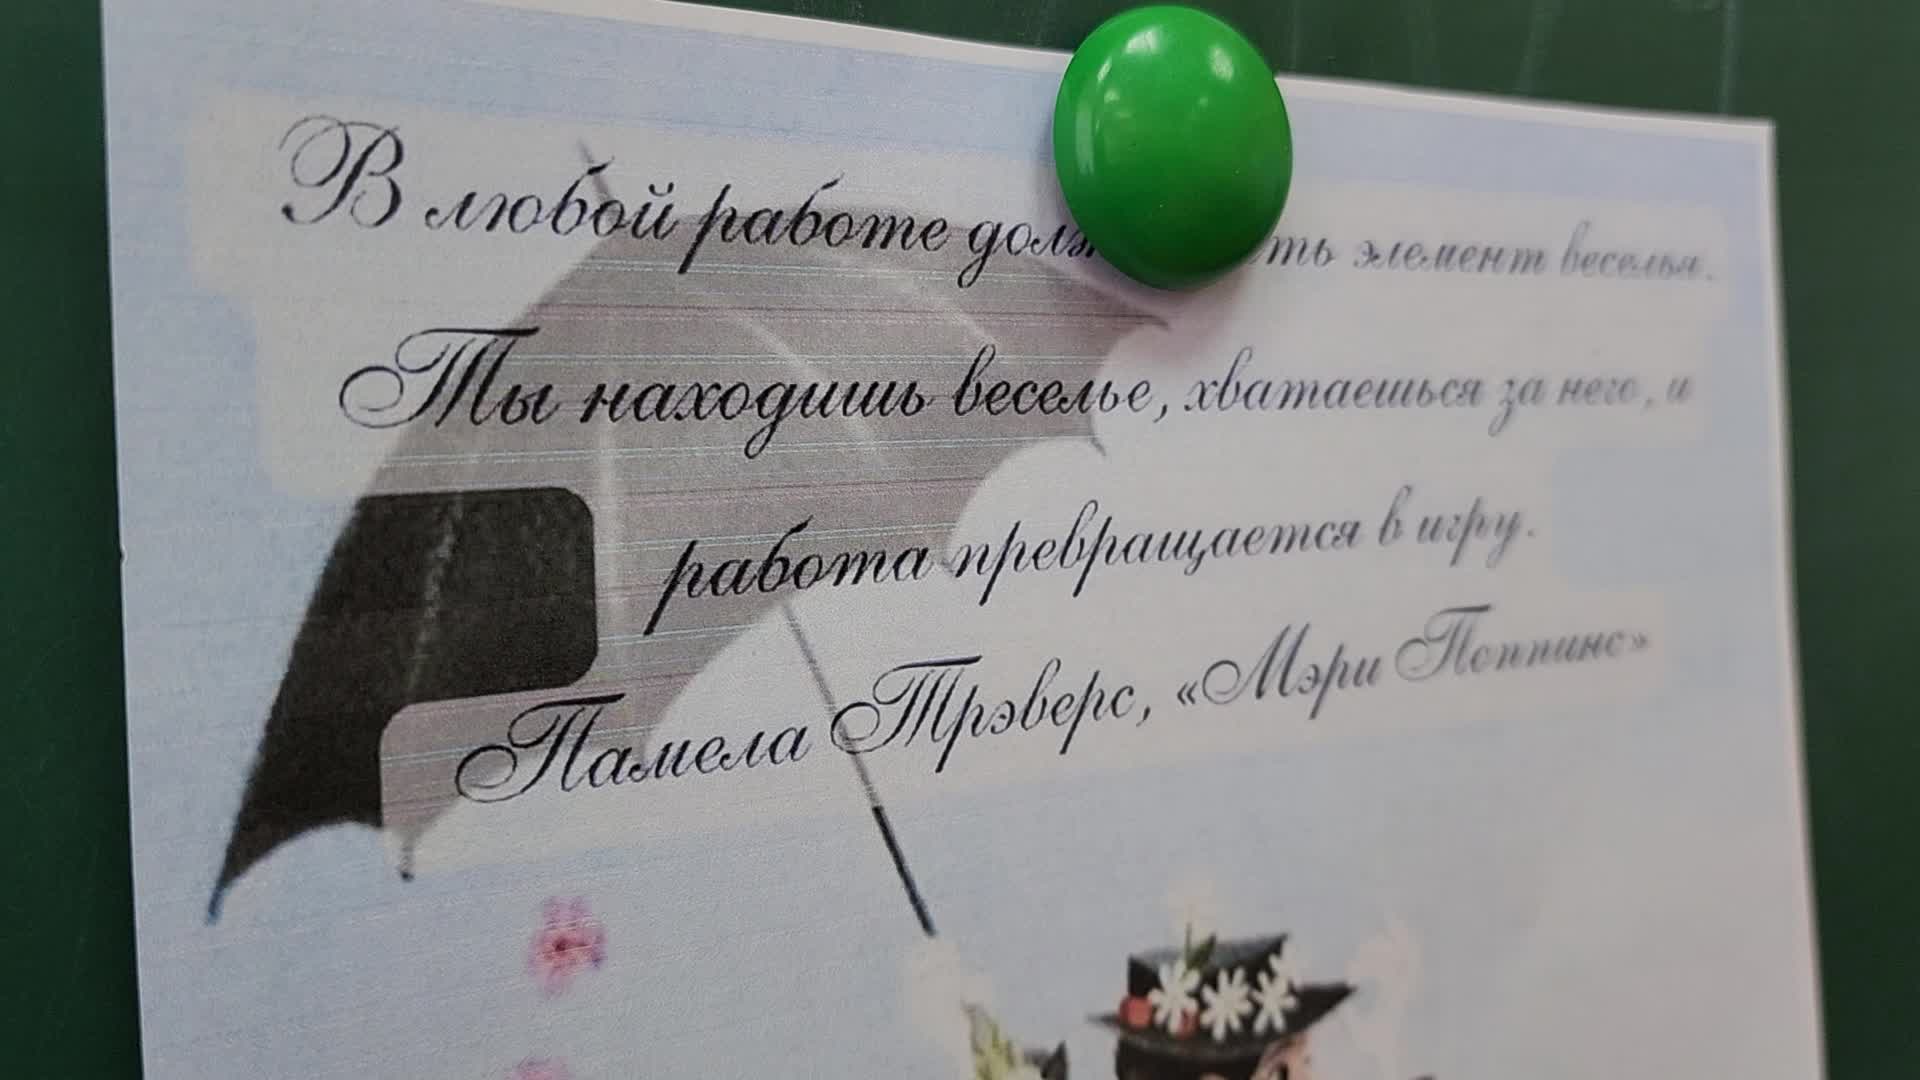 В любой работе элемент веселья.
Ты находишь веселье, хватаешься за него, и
работа превращается в игру.
Памела Трэверс, «Мэри Поппинс»